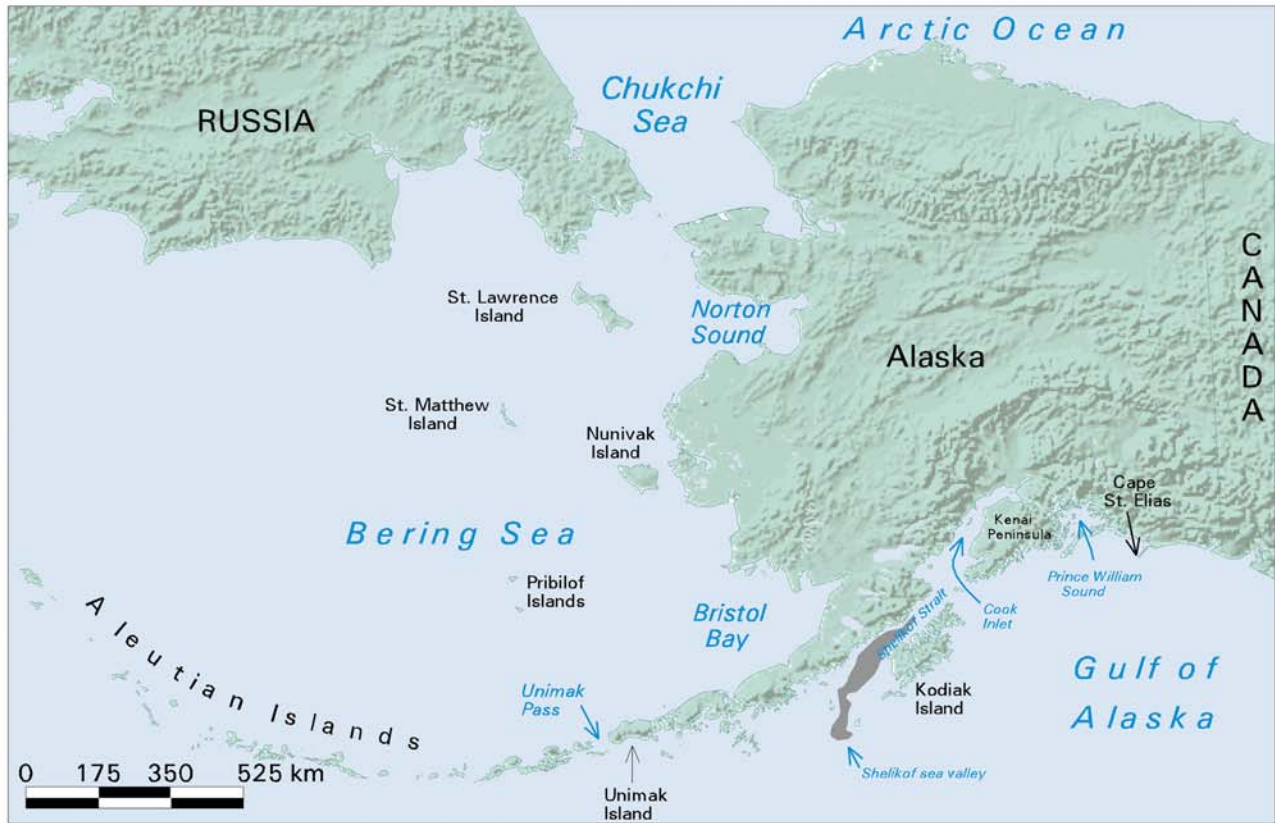 Arctic Ocean
Chukchi
Sea
RUSSIA
CANADA
St. Lawrence
Island
Norton
Sound
Alaska
St. Matthew
Island
Nunivak
Island
Cape
St. Elias
Kenai
Peninsula
Bering Sea
Prince William
Sound
Pribilof
Islands
Bristol
Bay
Cook
Inlet
Shelikof Strait
Aleutian Islands
Gulf of
Alaska
Kodiak
Island
Unimak
Pass
Shelikof sea valley
0 175 350 525 km
Unimak
Island